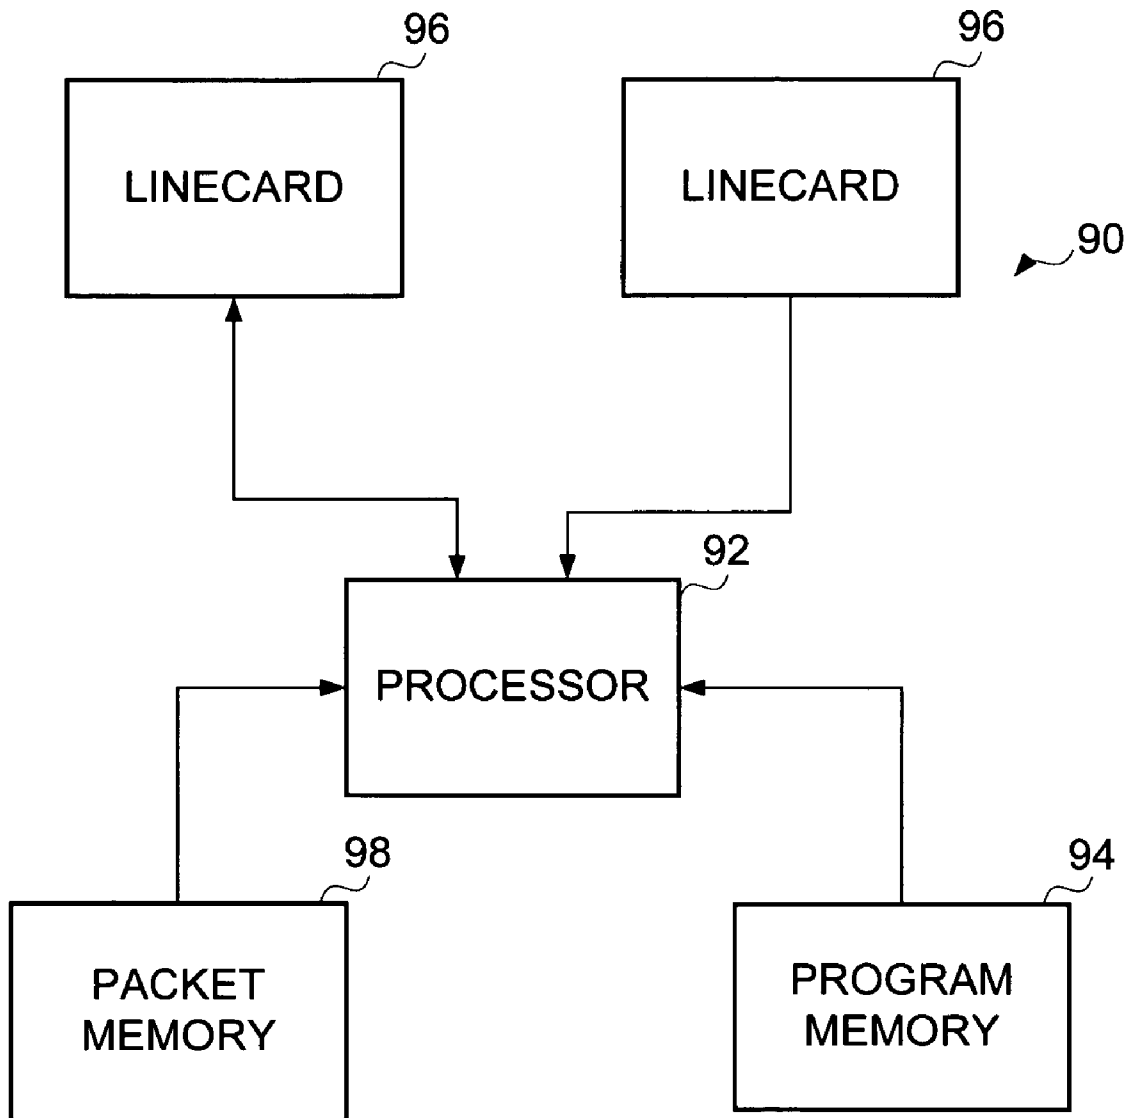 96
96
LINECARD
LINECARD
90
92
PROCESSOR
98
94
PACKET
MEMORY
PROGRAM
MEMORY